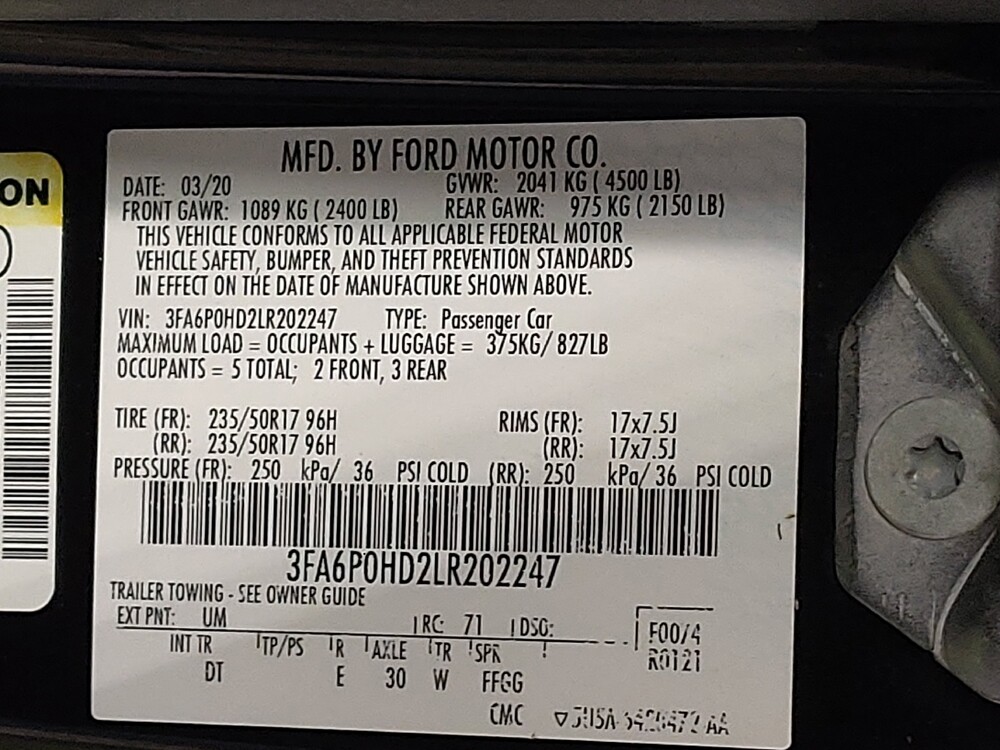 ON
MFD. BY FORD MOTOR CO.
DATE: 03/20 GVWR: 2041 KG ( 4500 LB)
FRONT GAWR: 1089 KG ( 2400 LB) REAR GAWR: 975 KG ( 2150 LB)
THIS VEHICLE CONFORMS TO ALL APPLICABLE FEDERAL MOTOR
VEHICLE SAFETY, BUMPER, AND THEFT PREVENTION STANDARDS
IN EFFECT ON THE DATE OF MANUFACTURE SHOWN ABOVE.
VIN: 3FA6P0HD2LR202247 TYPE: Passenger Car
MAXIMUM LOAD = OCCUPANTS + LUGGAGE = 375KG/ 827LB
OCCUPANTS = 5 TOTAL; 2 FRONT, 3 REAR
TIRE (FR): 235/50R17 96H RIMS (FR): 17x7.5J
(RR): 235/50R17 96H (RR): 17x7.5J
PRESSURE (FR): 250 kPa/ 36 PSI COLD (RR): 250 kPa/ 36 PSI COLD
3FA6P0HD2LR202247
TRAILER TOWING - SEE OWNER GUIDE
EXT PNT: UM RC: 71 DSO: F00/4
INT TR TP/PS R AXLE TR SPR R0121
DT E 30 W FFGG
CMC